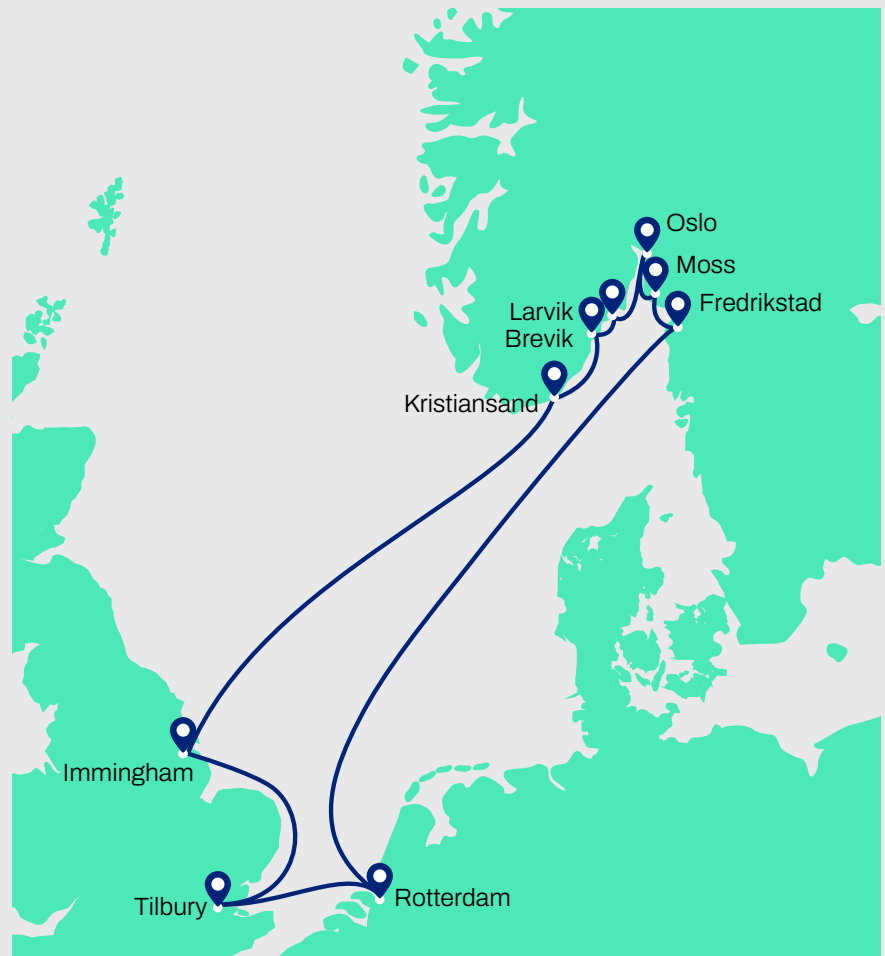 Oslo
Moss
Fredrikstad
Larvik
Brevik
Kristiansand
Immingham
Tilbury
Rotterdam